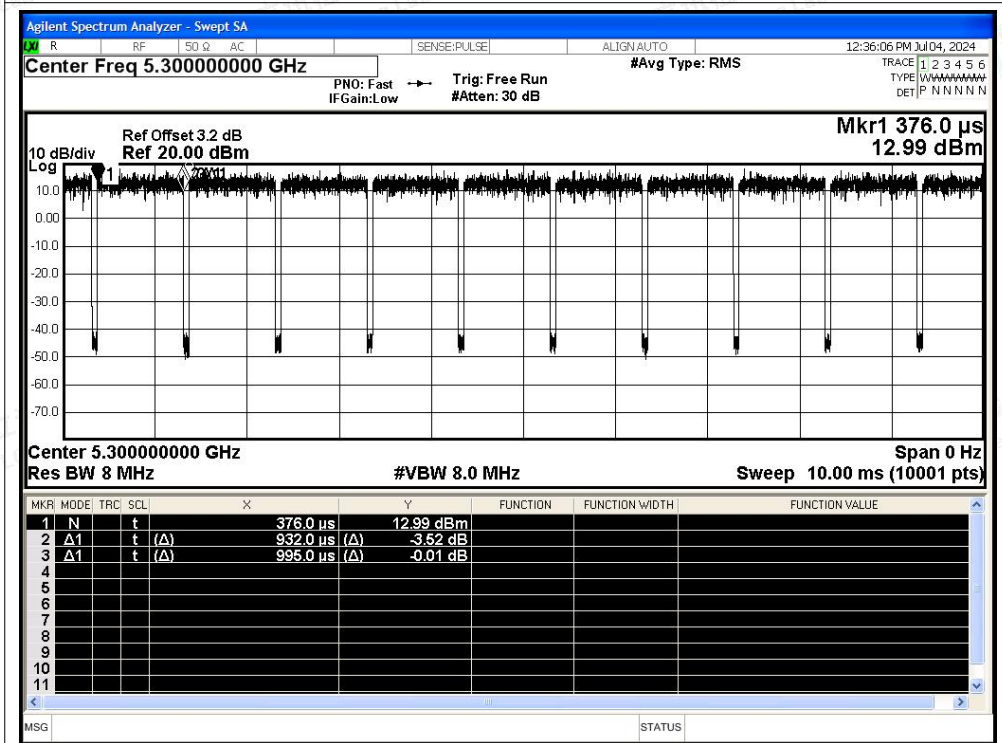 Agilent Spectrum Analyzer - Swept SA
LXI R RF 50 Ω AC SENSE:PULSE ALIGN AUTO 12:36:06 PM Jul 04, 2024
Center Freq 5.300000000 GHz #Avg Type: RMS TRACE 1 2 3 4 5 6
PNO: Fast Trig: Free Run TYPE W
IFGain:Low #Atten: 30 dB DET P N N N N N
Mkr1 376.0 µs
Ref Offset 3.2 dB
10 dB/div Ref 20.00 dBm 12.99 dBm
Log
1
10.0
0.00
-10.0
-20.0
-30.0
-40.0
-50.0
-60.0
-70.0
Center 5.300000000 GHz Span 0 Hz
Res BW 8 MHz #VBW 8.0 MHz Sweep 10.00 ms (10001 pts)
MKR MODE TRC SCL X Y FUNCTION FUNCTION WIDTH FUNCTION VALUE
1 N t 376.0 µs 12.99 dBm
2 Δ1 t (Δ) 932.0 µs (Δ) -3.52 dB
3 Δ1 t (Δ) 995.0 µs (Δ) -0.01 dB
4
5
6
7
8
9
10
11
MSG STATUS